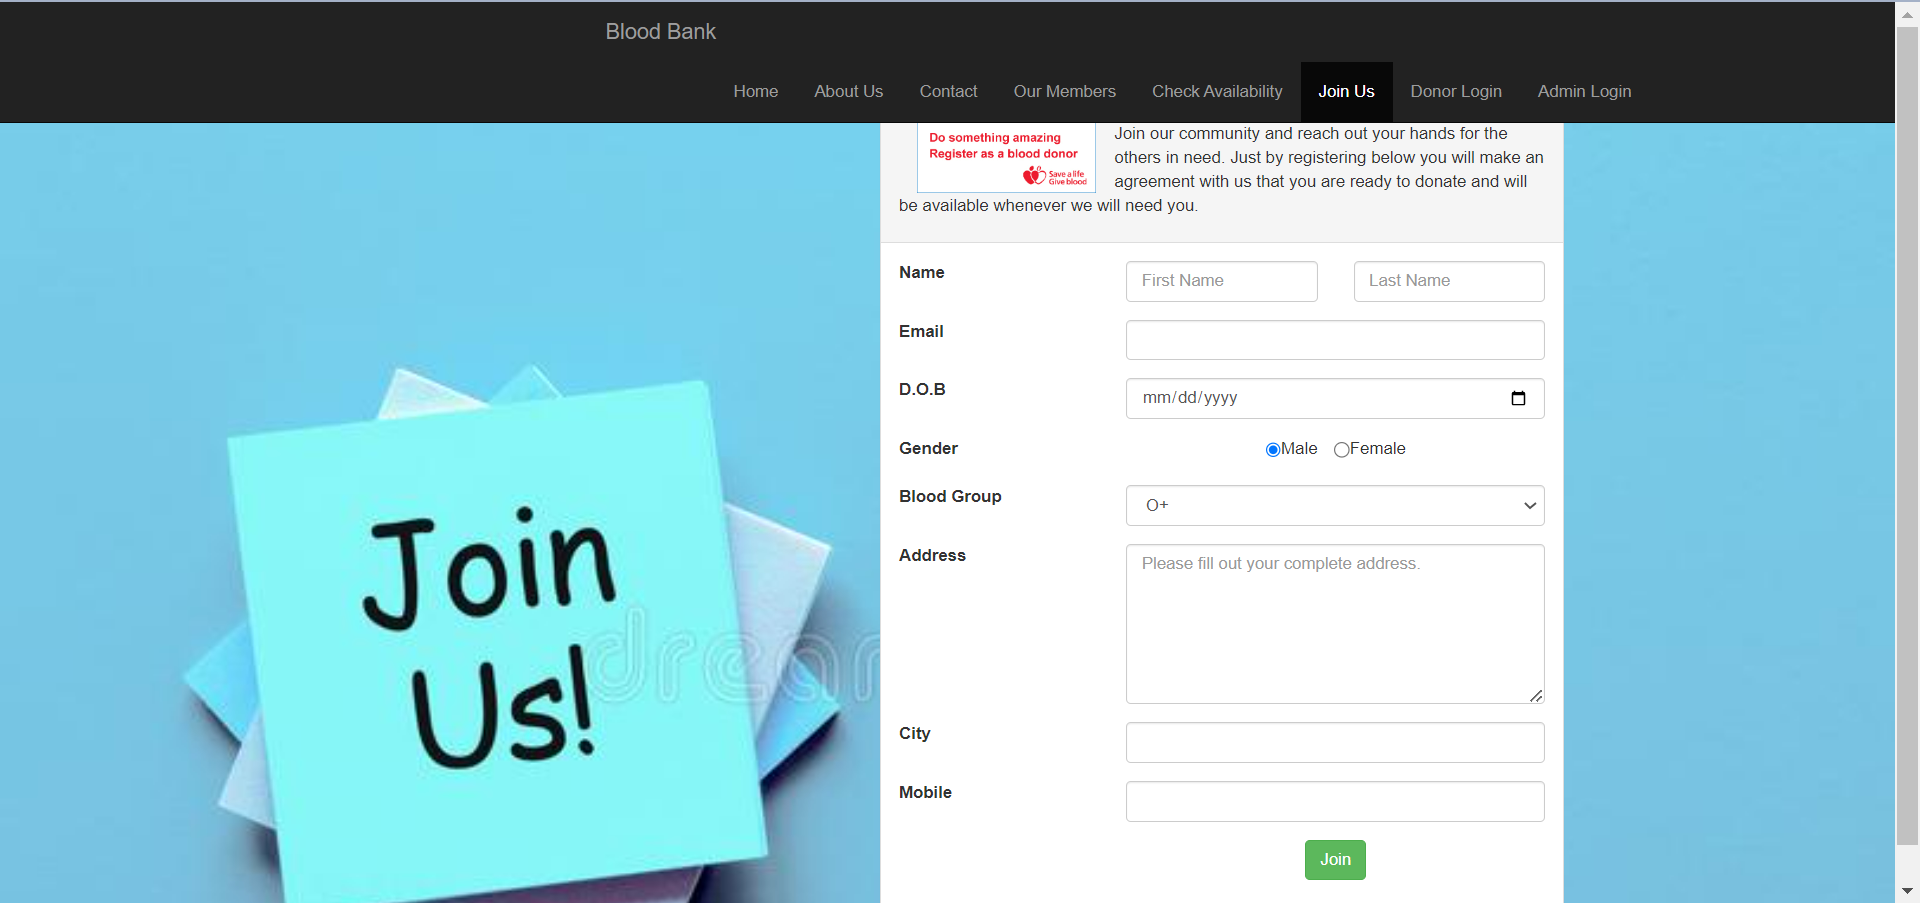 Blood Bank
Home About Us Contact Our Members Check Availability Join Us Donor Login Admin Login
Do something amazing
Register as a blood donor
Save a life
Give blood
Join our community and reach out your hands for the
others in need. Just by registering below you will make an
agreement with us that you are ready to donate and will
be available whenever we will need you.
Name First Name Last Name
Email
D.O.B mm/dd/yyyy
Gender Male Female
Blood Group O+
Address Please fill out your complete address.
City
Mobile
Join
Join
Us!
drear